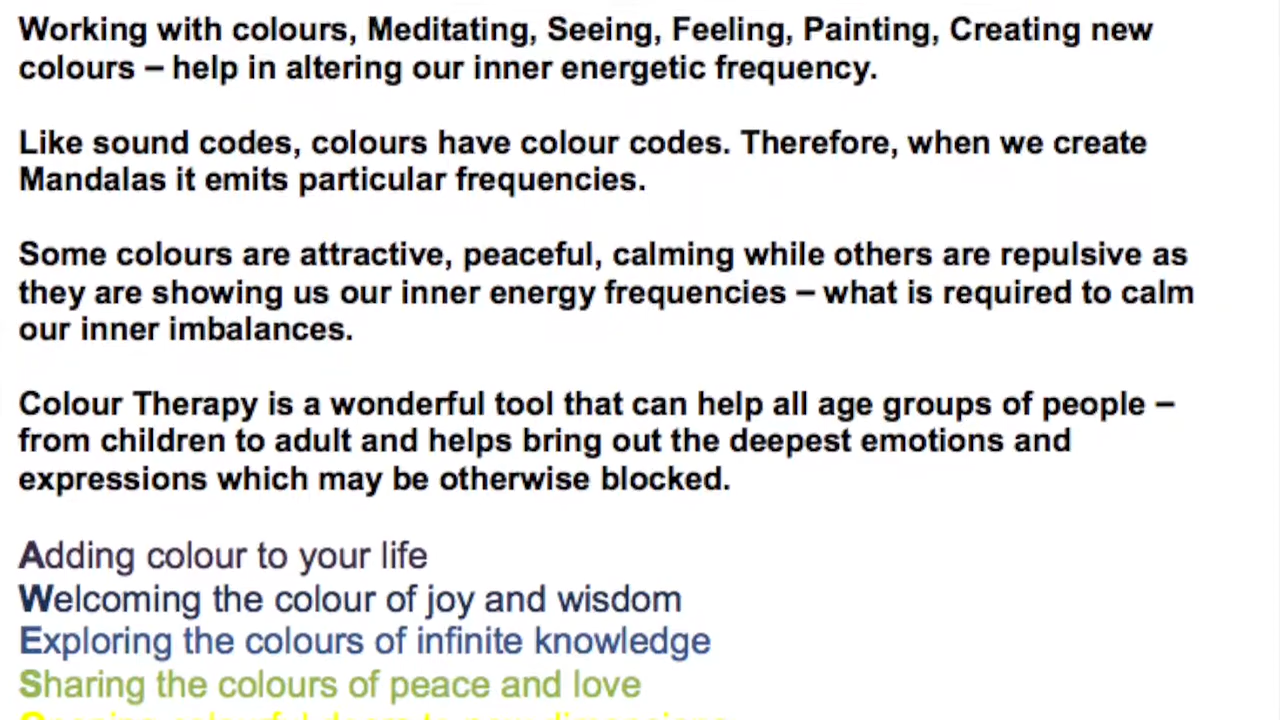 Working with colours, Meditating, Seeing, Feeling, Painting, Creating new
colours – help in altering our inner energetic frequency.
Like sound codes, colours have colour codes. Therefore, when we create
Mandalas it emits particular frequencies.
Some colours are attractive, peaceful, calming while others are repulsive as
they are showing us our inner energy frequencies – what is required to calm
our inner imbalances.
Colour Therapy is a wonderful tool that can help all age groups of people –
from children to adult and helps bring out the deepest emotions and
expressions which may be otherwise blocked.
Adding colour to your life
Welcoming the colour of joy and wisdom
Exploring the colours of infinite knowledge
Sharing the colours of peace and love